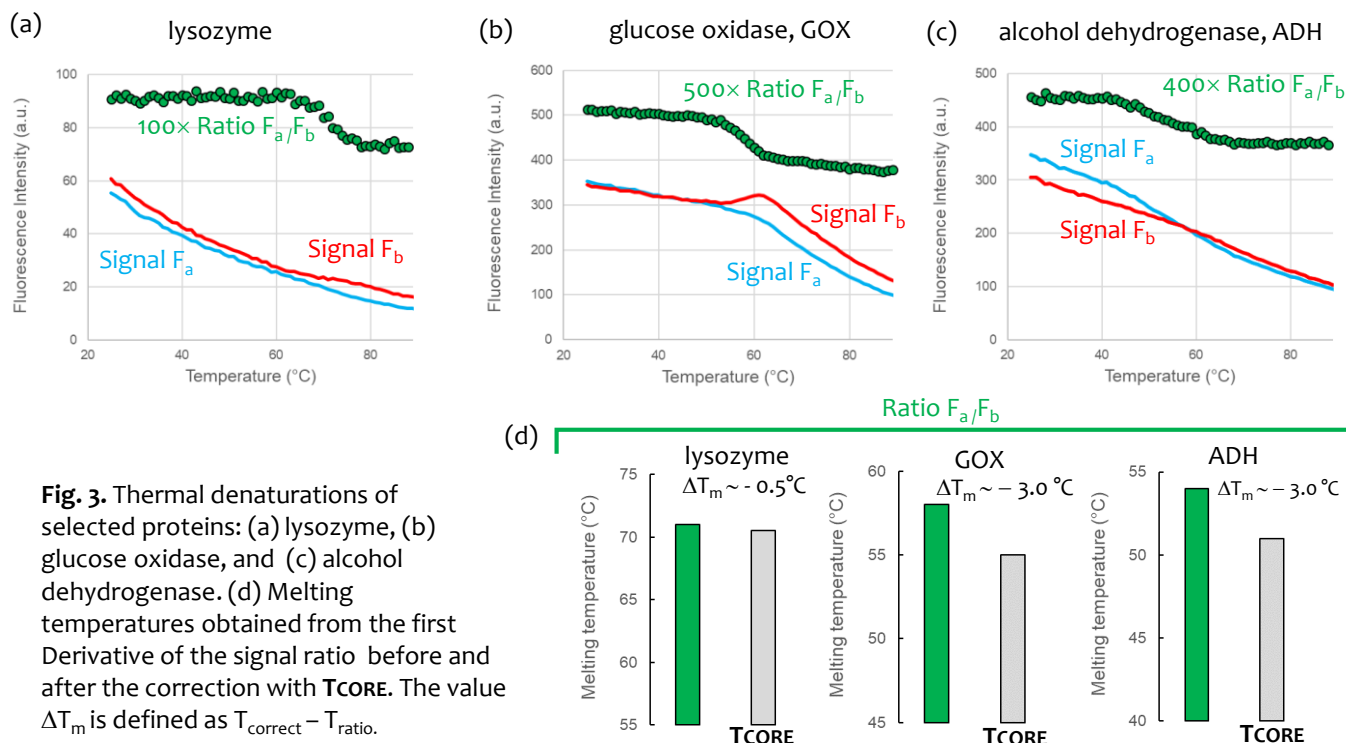 (a)
lysozyme
Fluorescence Intensity (a.u.)
100
80
60
40
20
0
100× Ratio Fa/Fb
Signal Fa
Signal Fb
20
40
60
80
Temperature (°C)
(b)
glucose oxidase, GOX
Fluorescence Intensity (a.u.)
600
500
400
300
200
100
0
500× Ratio Fa/Fb
Signal Fb
Signal Fa
20
40
60
80
Temperature (°C)
(c)
alcohol dehydrogenase, ADH
Fluorescence Intensity (a.u.)
500
400
300
200
100
0
400× Ratio Fa/Fb
Signal Fa
Signal Fb
20
40
60
80
Temperature (°C)
Fig. 3. Thermal denaturations of
selected proteins: (a) lysozyme, (b)
glucose oxidase, and (c) alcohol
dehydrogenase. (d) Melting
temperatures obtained from the first
Derivative of the signal ratio before and
after the correction with TCORE. The value
ΔTm is defined as Tcorrect – Tratio.
(d)
Ratio Fa/Fb
lysozyme
ΔTm ~ - 0.5°C
Melting temperature (°C)
75
70
65
60
55
TCORE
GOX
ΔTm ~ – 3.0 °C
Melting temperature (°C)
60
55
50
45
TCORE
ADH
ΔTm ~ – 3.0 °C
Melting temperature (°C)
55
50
45
40
TCORE